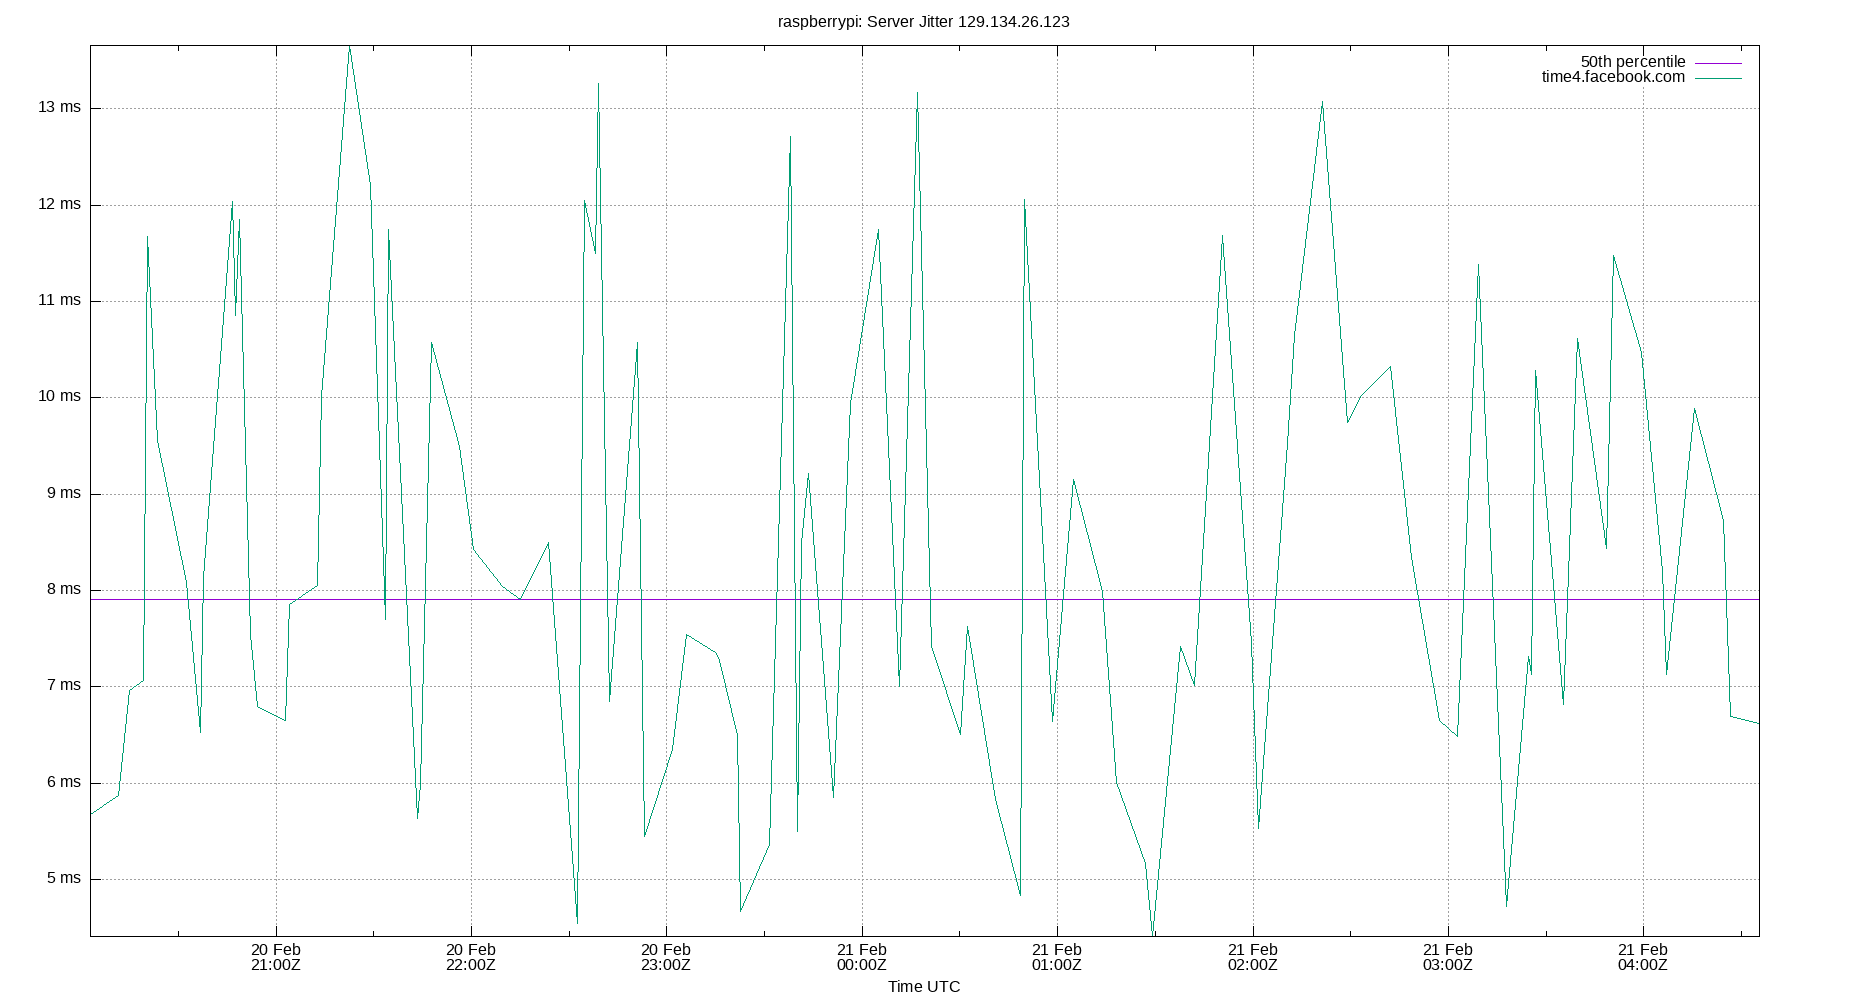 raspberrypi: Server Jitter 129.134.26.123
50th percentile
time4.facebook.com
13 ms
12 ms
11 ms
10 ms
9 ms
8 ms
7 ms
6 ms
5 ms
20 Feb 20 Feb 20 Feb 21 Feb 21 Feb 21 Feb 21 Feb 21 Feb
21:00Z 22:00Z 23:00Z 00:00Z 01:00Z 02:00Z 03:00Z 04:00Z
Time UTC